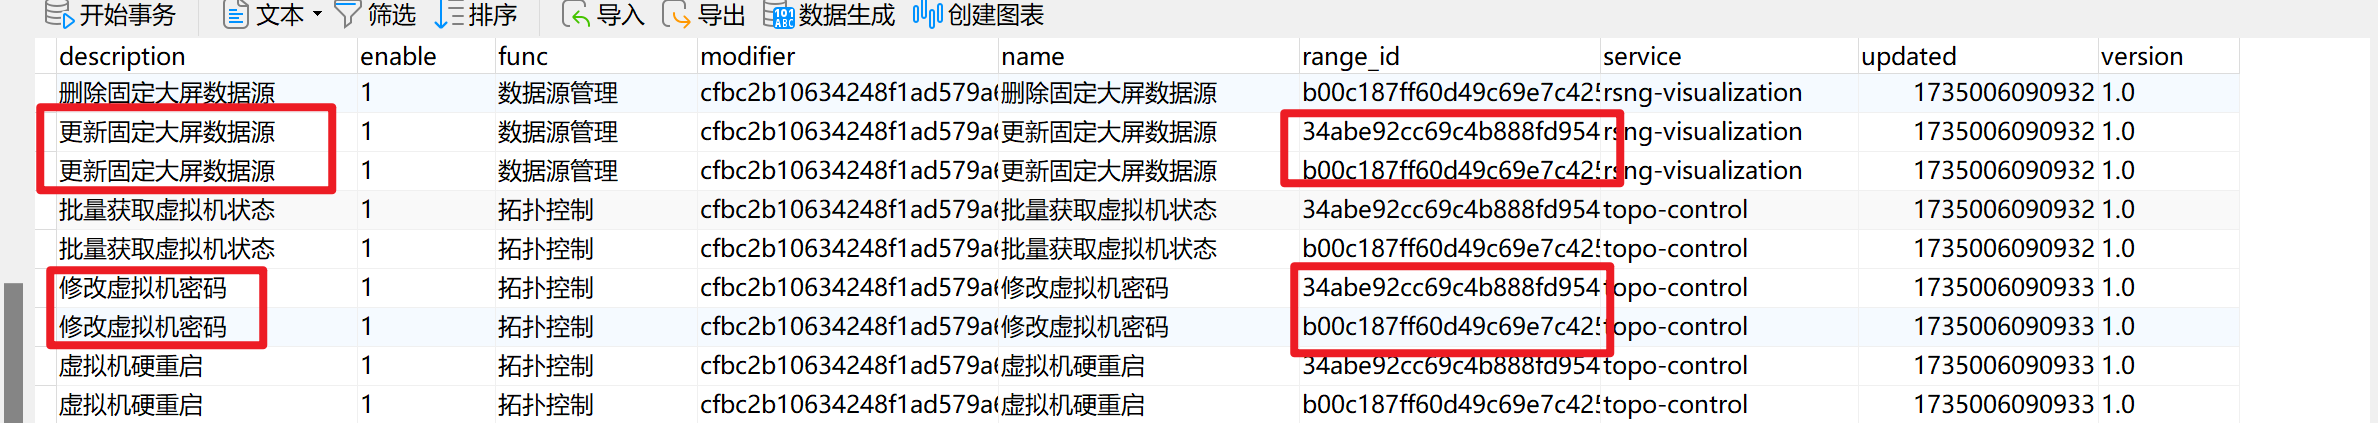 开始事务 文本 筛选 排序 导入 导出 数据生成 创建图表
description enable func modifier name range_id service updated version
删除固定大屏数据源 1 数据源管理 cfbc2b10634248f1ad579a 删除固定大屏数据源 b00c187ff60d49c69e7c425 rsng-visualization 1735006090932 1.0
更新固定大屏数据源 1 数据源管理 cfbc2b10634248f1ad579a 更新固定大屏数据源 34abe92cc69c4b888fd954 rsng-visualization 1735006090932 1.0
更新固定大屏数据源 1 数据源管理 cfbc2b10634248f1ad579a 更新固定大屏数据源 b00c187ff60d49c69e7c425 rsng-visualization 1735006090932 1.0
批量获取虚拟机状态 1 拓扑控制 cfbc2b10634248f1ad579a 批量获取虚拟机状态 34abe92cc69c4b888fd954 topo-control 1735006090932 1.0
批量获取虚拟机状态 1 拓扑控制 cfbc2b10634248f1ad579a 批量获取虚拟机状态 b00c187ff60d49c69e7c425 topo-control 1735006090932 1.0
修改虚拟机密码 1 拓扑控制 cfbc2b10634248f1ad579a 修改虚拟机密码 34abe92cc69c4b888fd954 topo-control 1735006090933 1.0
修改虚拟机密码 1 拓扑控制 cfbc2b10634248f1ad579a 修改虚拟机密码 b00c187ff60d49c69e7c425 topo-control 1735006090933 1.0
虚拟机硬重启 1 拓扑控制 cfbc2b10634248f1ad579a 虚拟机硬重启 34abe92cc69c4b888fd954 topo-control 1735006090933 1.0
虚拟机硬重启 1 拓扑控制 cfbc2b10634248f1ad579a 虚拟机硬重启 b00c187ff60d49c69e7c425 topo-control 1735006090933 1.0